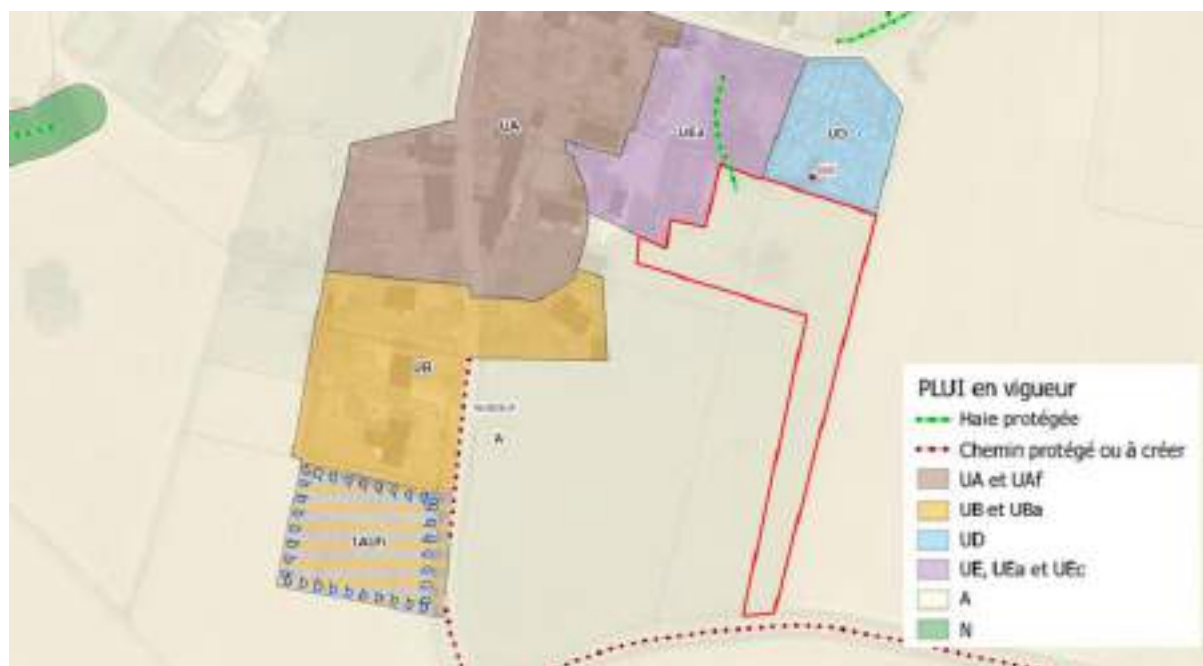 UA
UEa
UD
UB
A
PLUI en vigueur
Haie protégée
Chemin protégé ou à créer
UA et UAf
UB et UBa
UD
UE, UEa et UEc
A
N